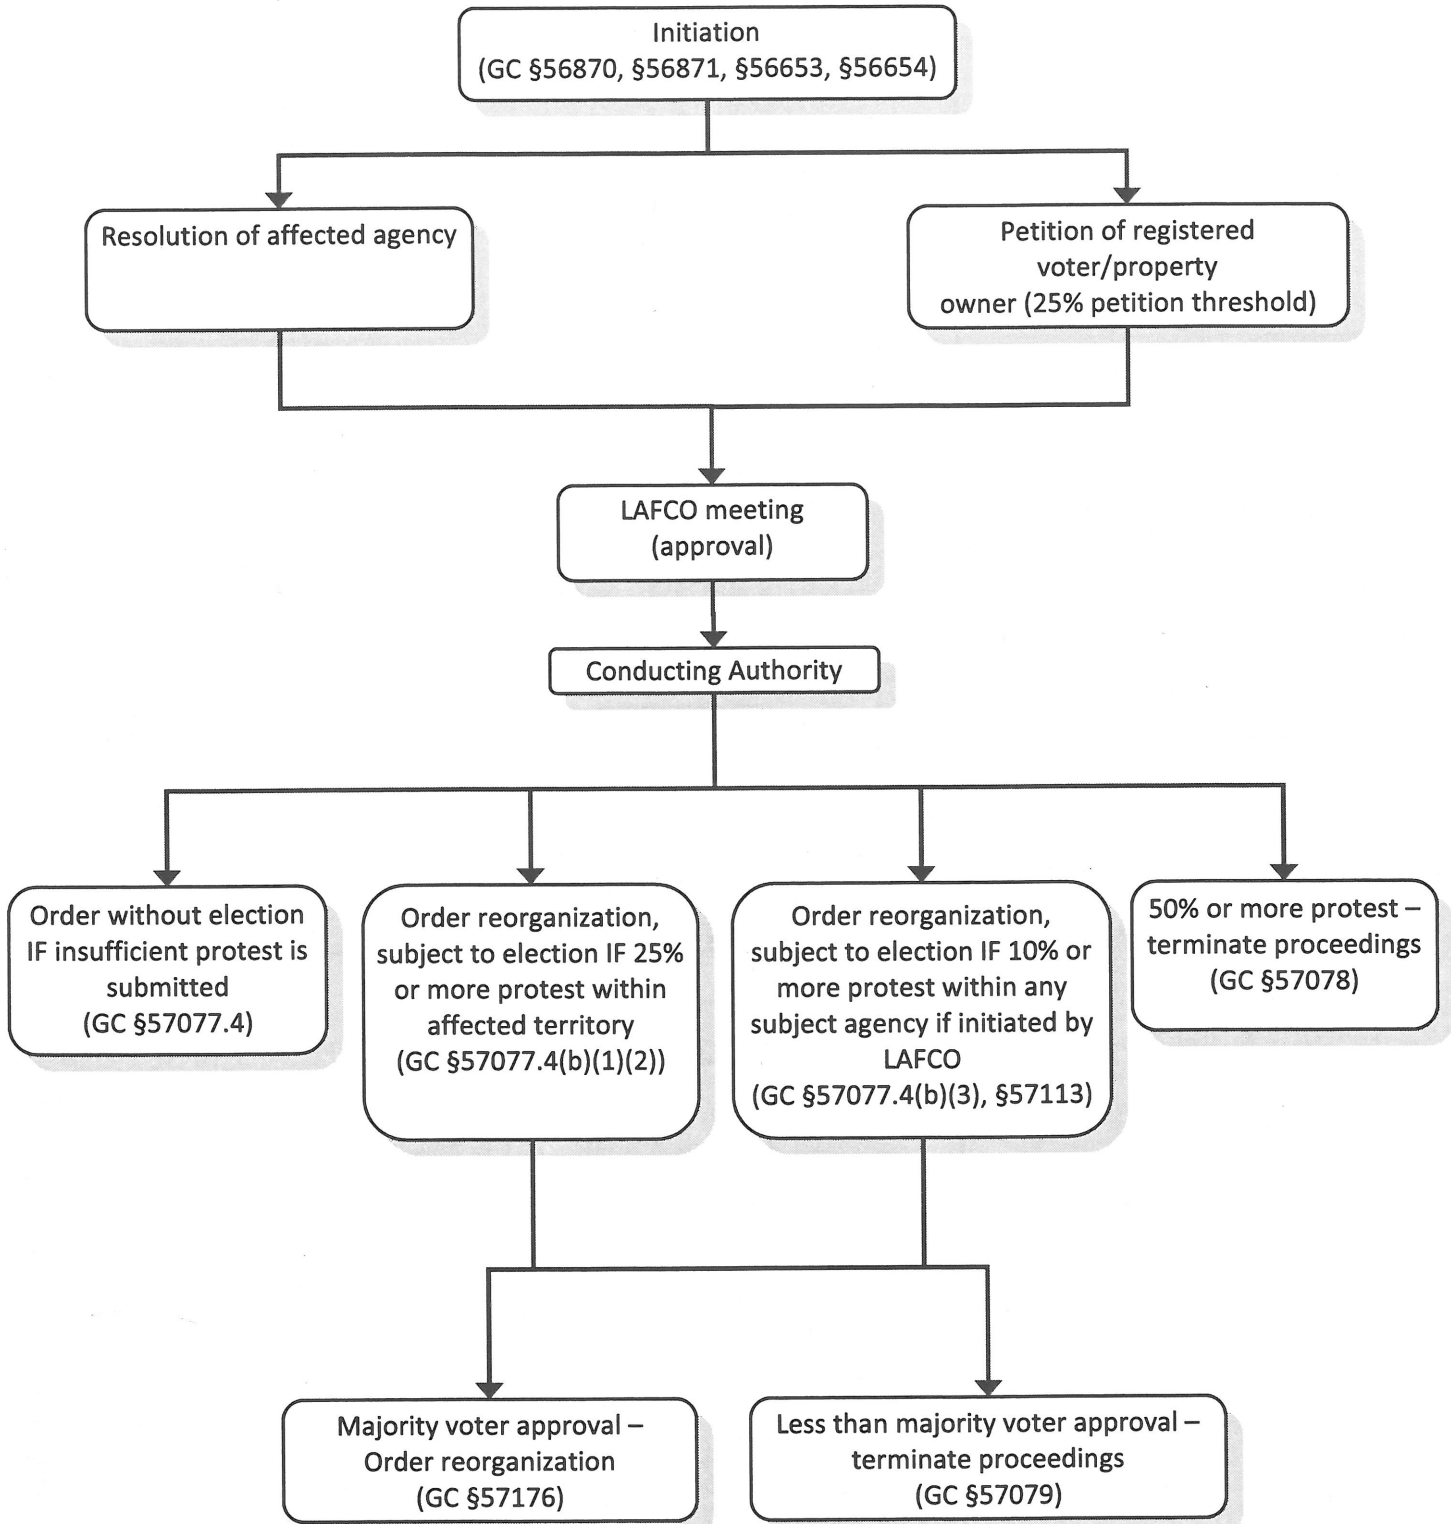 Initiation
(GC §56870, §56871, §56653, §56654)
Resolution of affected agency
Petition of registered
voter/property
owner (25% petition threshold)
LAFCO meeting
(approval)
Conducting Authority
Order without election
IF insufficient protest is
submitted
(GC §57077.4)
Order reorganization,
subject to election IF 25%
or more protest within
affected territory
(GC §57077.4(b)(1)(2))
Order reorganization,
subject to election IF 10% or
more protest within any
subject agency if initiated by
LAFCO
(GC §57077.4(b)(3), §57113)
50% or more protest –
terminate proceedings
(GC §57078)
Majority voter approval –
Order reorganization
(GC §57176)
Less than majority voter approval –
terminate proceedings
(GC §57079)